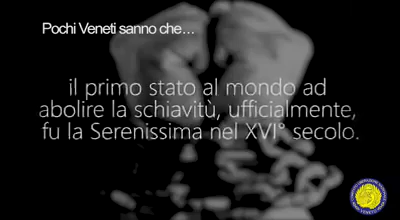 Pochi Veneti sanno che...
il primo stato al mondo ad
abolire la schiavitù, ufficialmente,
fu la Serenissima nel XVI° secolo.